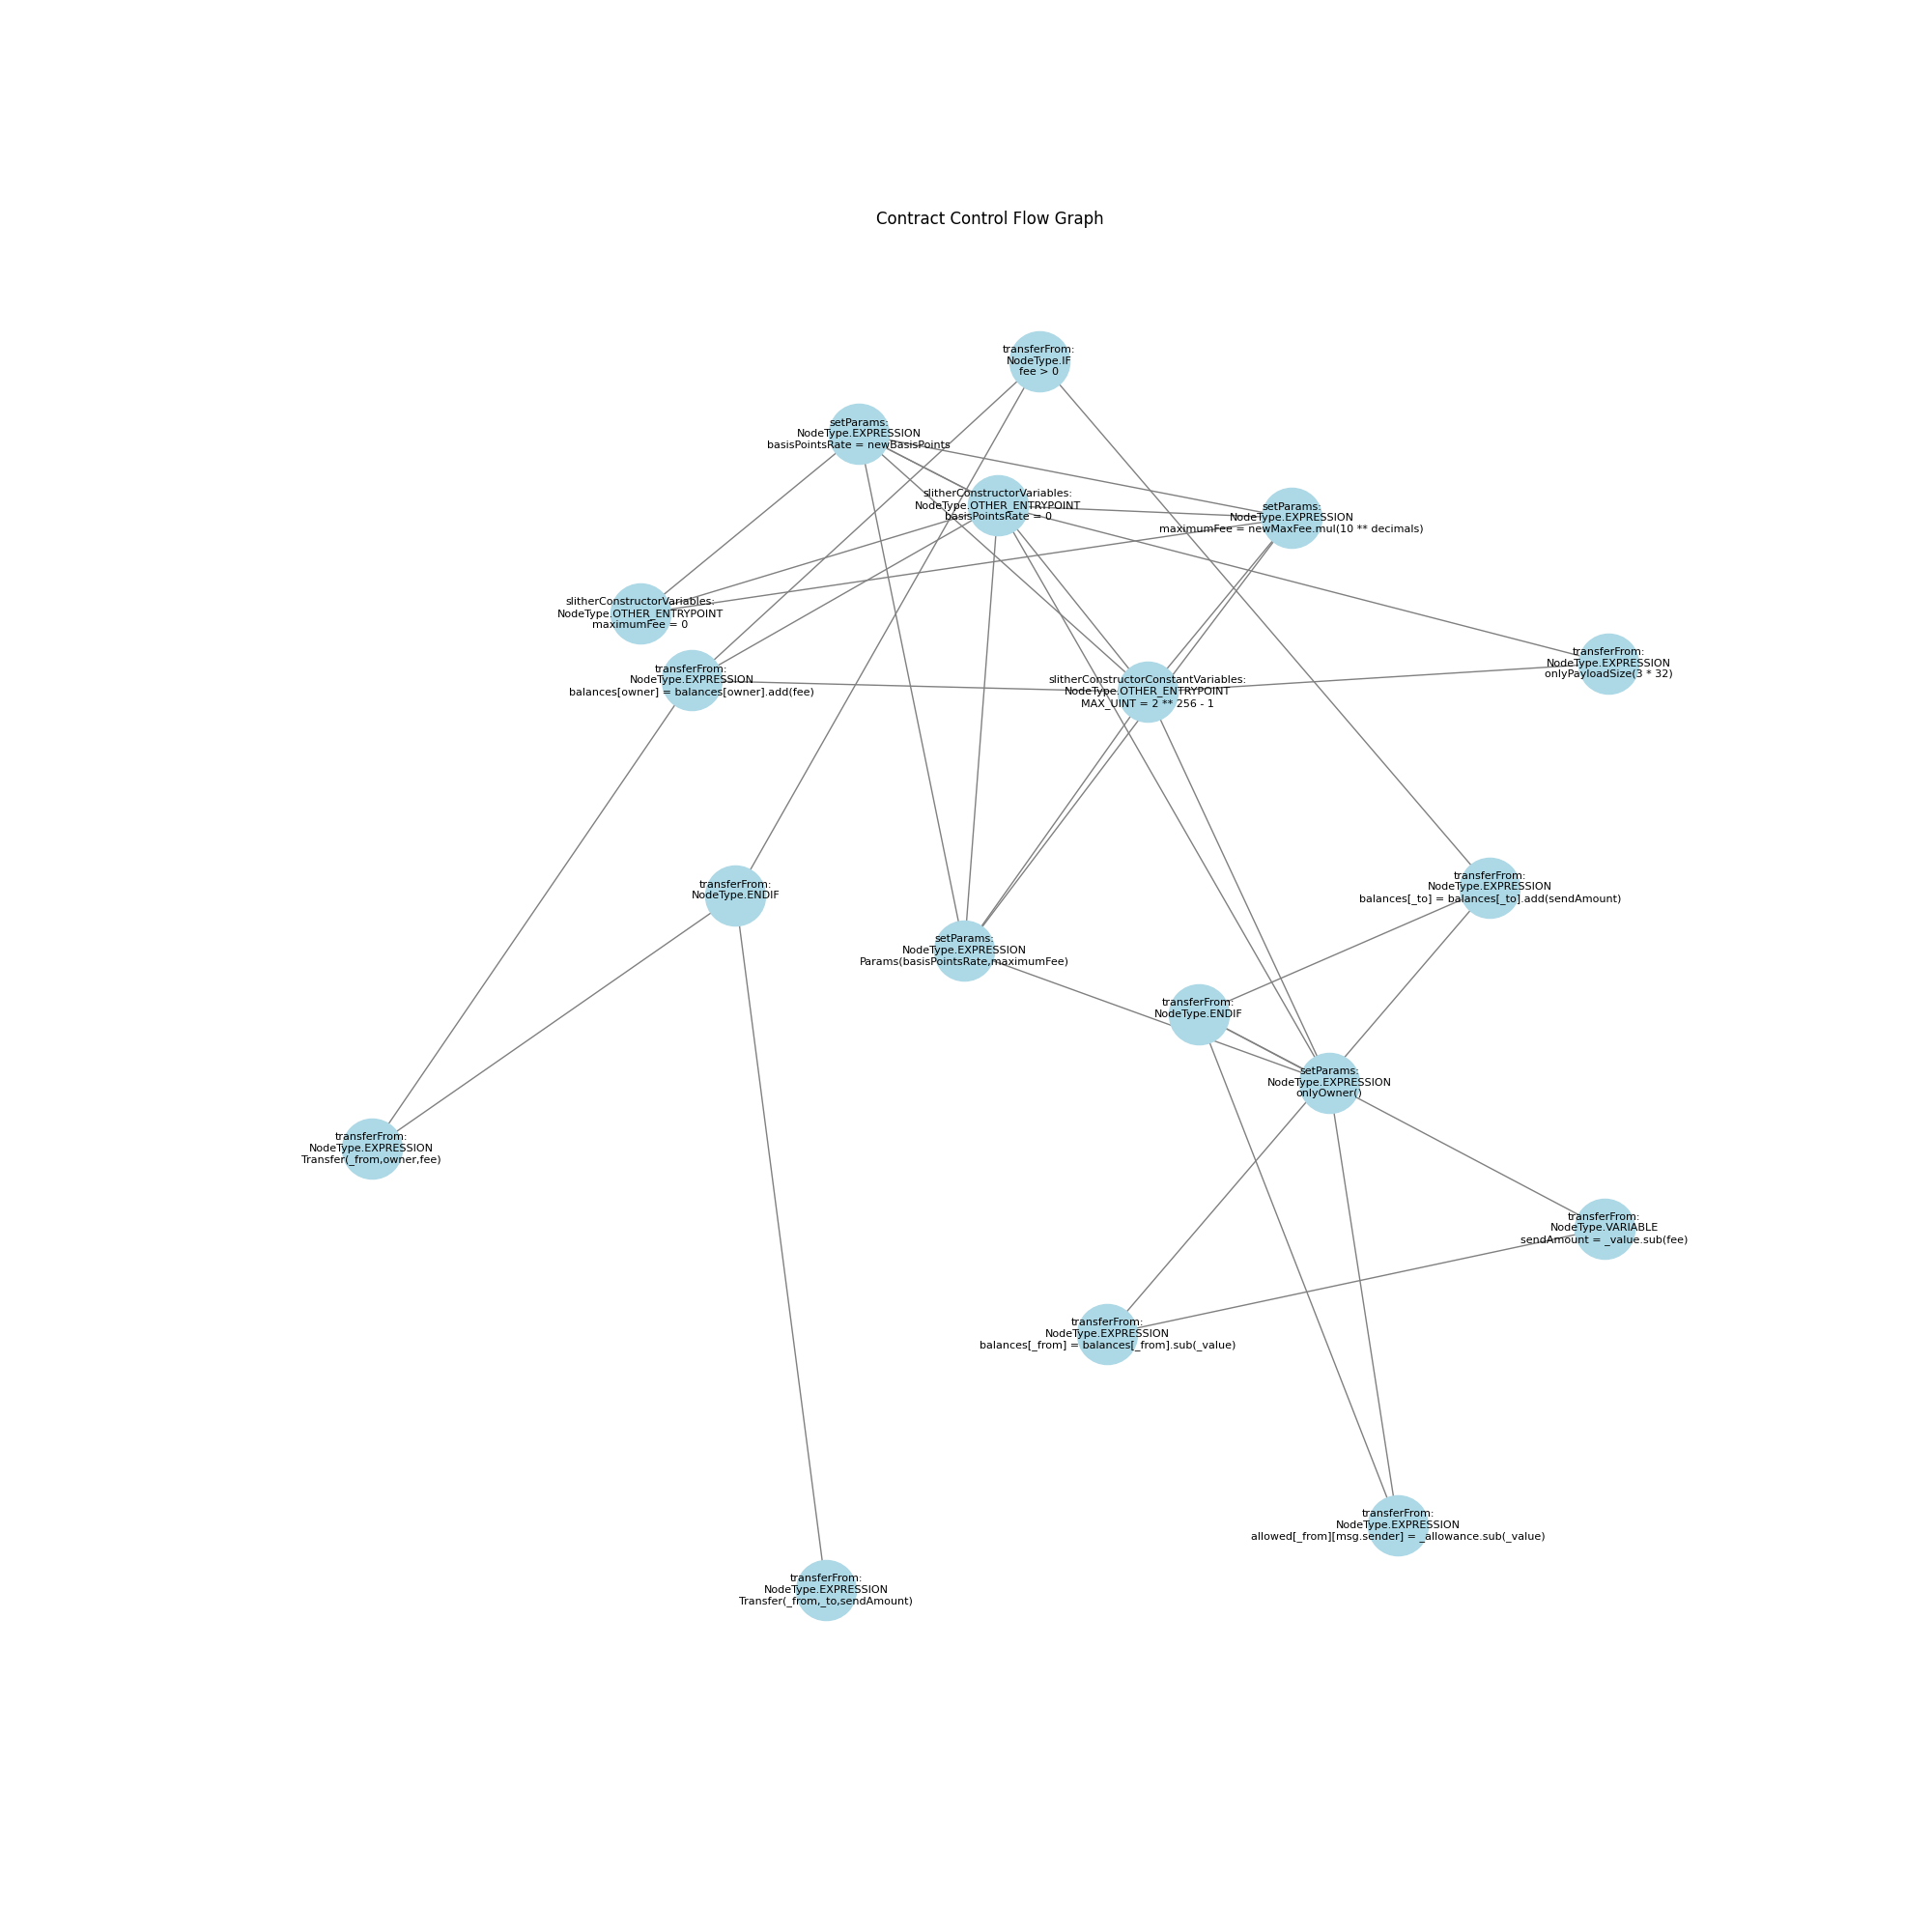 Contract Control Flow Graph
transferFrom:
NodeType.IF
fee > 0
setParams:
NodeType.EXPRESSION
basisPointsRate = newBasisPoints
slitherConstructorVariables:
NodeType.OTHER_ENTRYPOINT
basisPointsRate = 0
setParams:
NodeType.EXPRESSION
maximumFee = newMaxFee.mul(10 ** decimals)
slitherConstructorVariables:
NodeType.OTHER_ENTRYPOINT
maximumFee = 0
transferFrom:
NodeType.EXPRESSION
onlyPayloadSize(3 * 32)
transferFrom:
NodeType.EXPRESSION
balances[owner] = balances[owner].add(fee)
slitherConstructorConstantVariables:
NodeType.OTHER_ENTRYPOINT
MAX_UINT = 2 ** 256 - 1
transferFrom:
NodeType.ENDIF
transferFrom:
NodeType.EXPRESSION
balances[_to] = balances[_to].add(sendAmount)
setParams:
NodeType.EXPRESSION
Params(basisPointsRate,maximumFee)
transferFrom:
NodeType.ENDIF
setParams:
NodeType.EXPRESSION
onlyOwner()
transferFrom:
NodeType.EXPRESSION
Transfer(_from,owner,fee)
transferFrom:
NodeType.VARIABLE
sendAmount = _value.sub(fee)
transferFrom:
NodeType.EXPRESSION
balances[_from] = balances[_from].sub(_value)
transferFrom:
NodeType.EXPRESSION
allowed[_from][msg.sender] = _allowance.sub(_value)
transferFrom:
NodeType.EXPRESSION
Transfer(_from,_to,sendAmount)